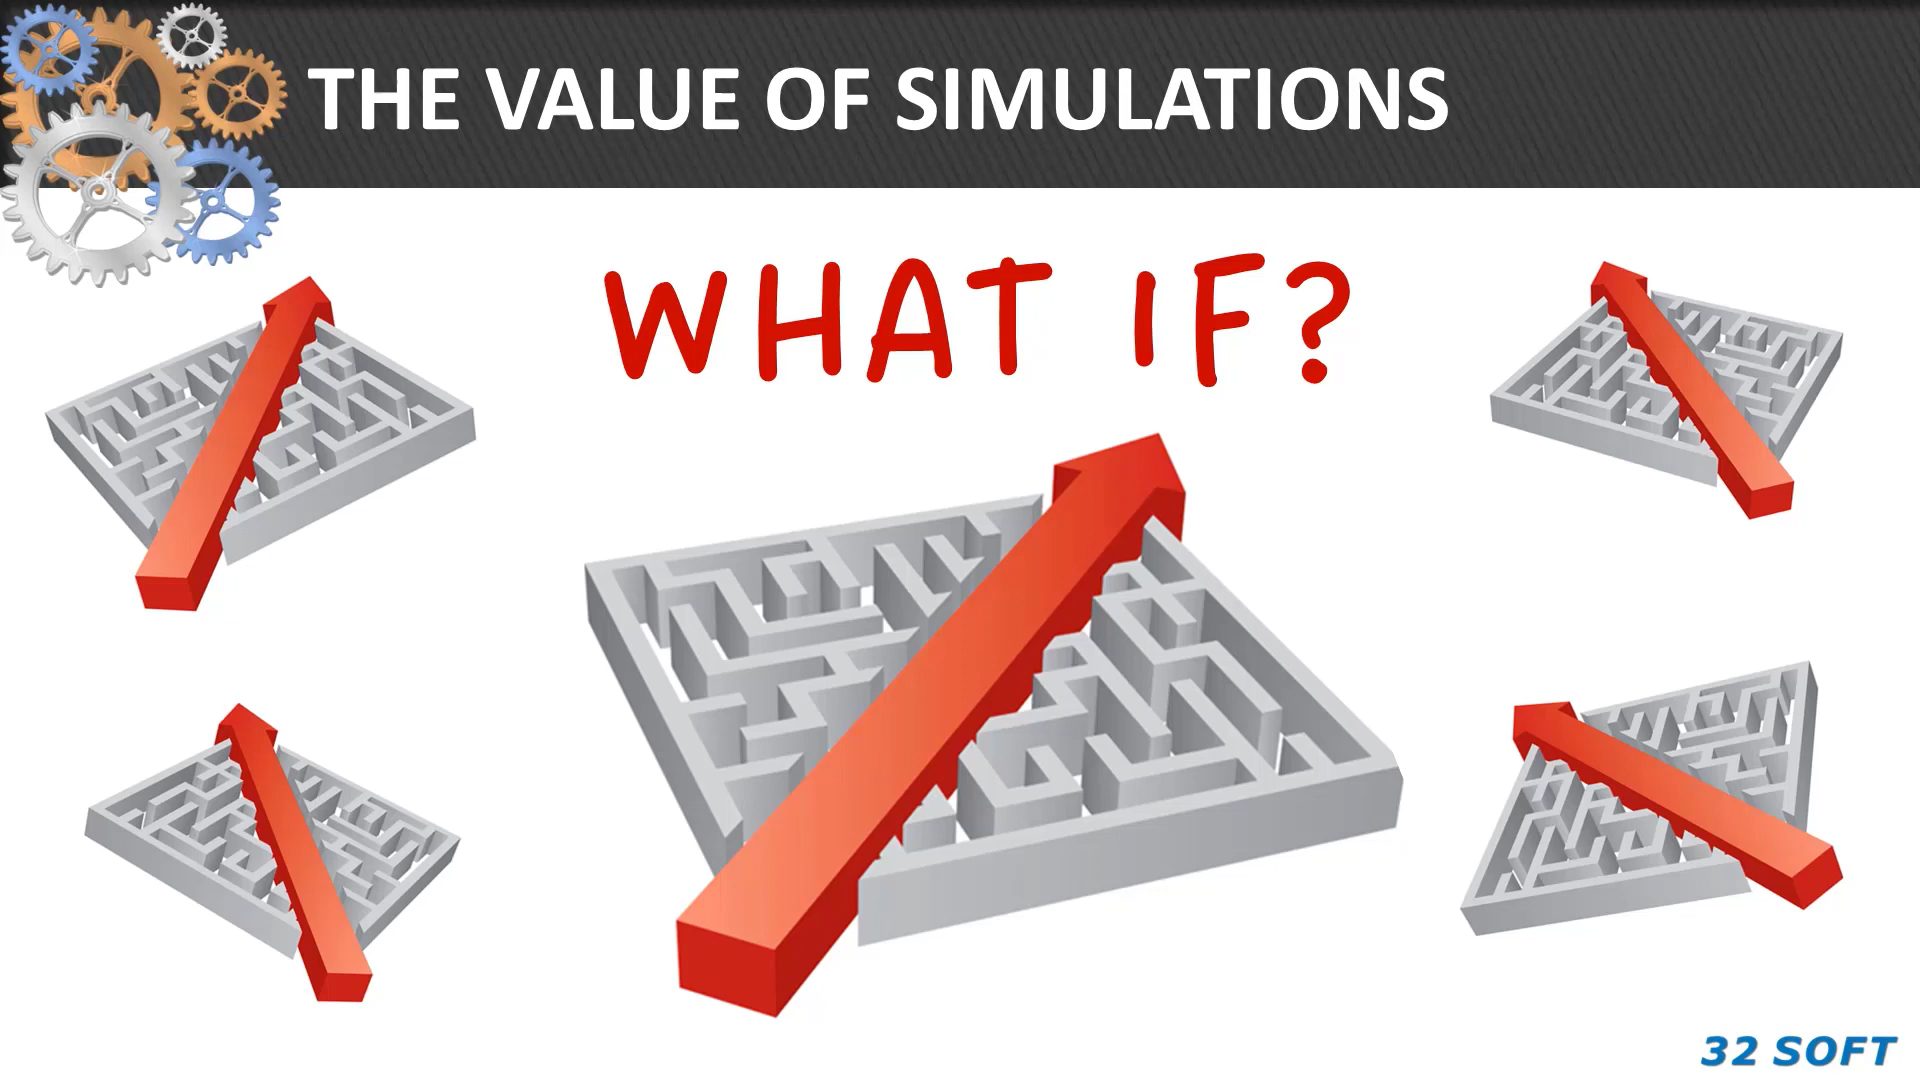 THE VALUE OF SIMULATIONS
WHAT IF?
32 SOFT